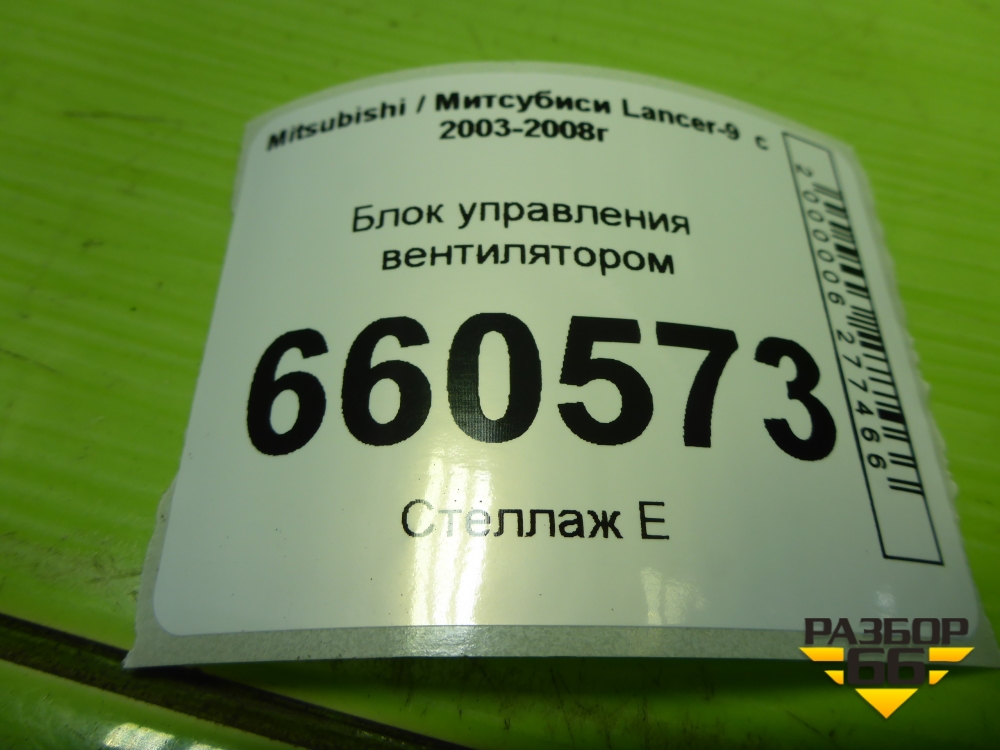 Mitsubishi / Митсубиси Lancer-9 с
2003-2008г
Блок управления
вентилятором
660573
Стеллаж E
2000006277466
РАЗБОР
66